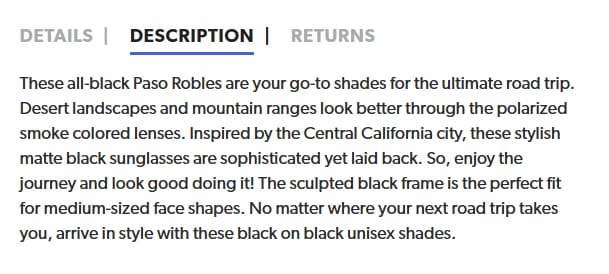 DETAILS | DESCRIPTION | RETURNS
These all-black Paso Robles are your go-to shades for the ultimate road trip.
Desert landscapes and mountain ranges look better through the polarized
smoke colored lenses. Inspired by the Central California city, these stylish
matte black sunglasses are sophisticated yet laid back. So, enjoy the
journey and look good doing it! The sculpted black frame is the perfect fit
for medium-sized face shapes. No matter where your next road trip takes
you, arrive in style with these black on black unisex shades.